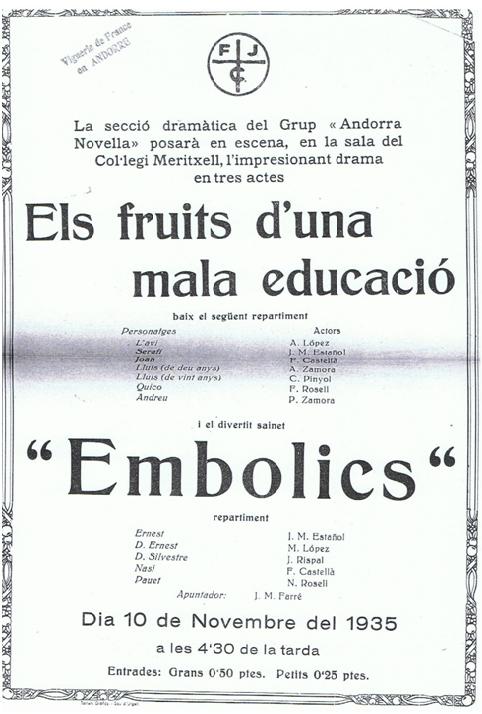 Viguerie de France
en ANDORRE
F J
C
La secció dramàtica del Grup «Andorra
Novella» posarà en escena, en la sala del
Col·legi Meritxell, l'impresionant drama
en tres actes
Els fruits d'una
mala educació
baix el següent repartiment
Personatges Actors
L'avi A. López
Serafí J. M. Estañol
Joan F. Castellà
Lluís (de deu anys) A. Zamora
Lluís (de vint anys) C. Pinyol
Quico F. Rosell
Andreu P. Zamora
i el divertit sainet
“Embolics“
repartiment
Ernest J. M. Estañol
D. Ernest M. López
D. Silvestre J. Rispal
Nasi F. Castellà
Pauet N. Rosell
Apuntador: J. M. Farré
Dia 10 de Novembre del 1935
a les 4'30 de la tarda
Entrades: Grans 0'50 ptes. Petits 0'25 ptes.